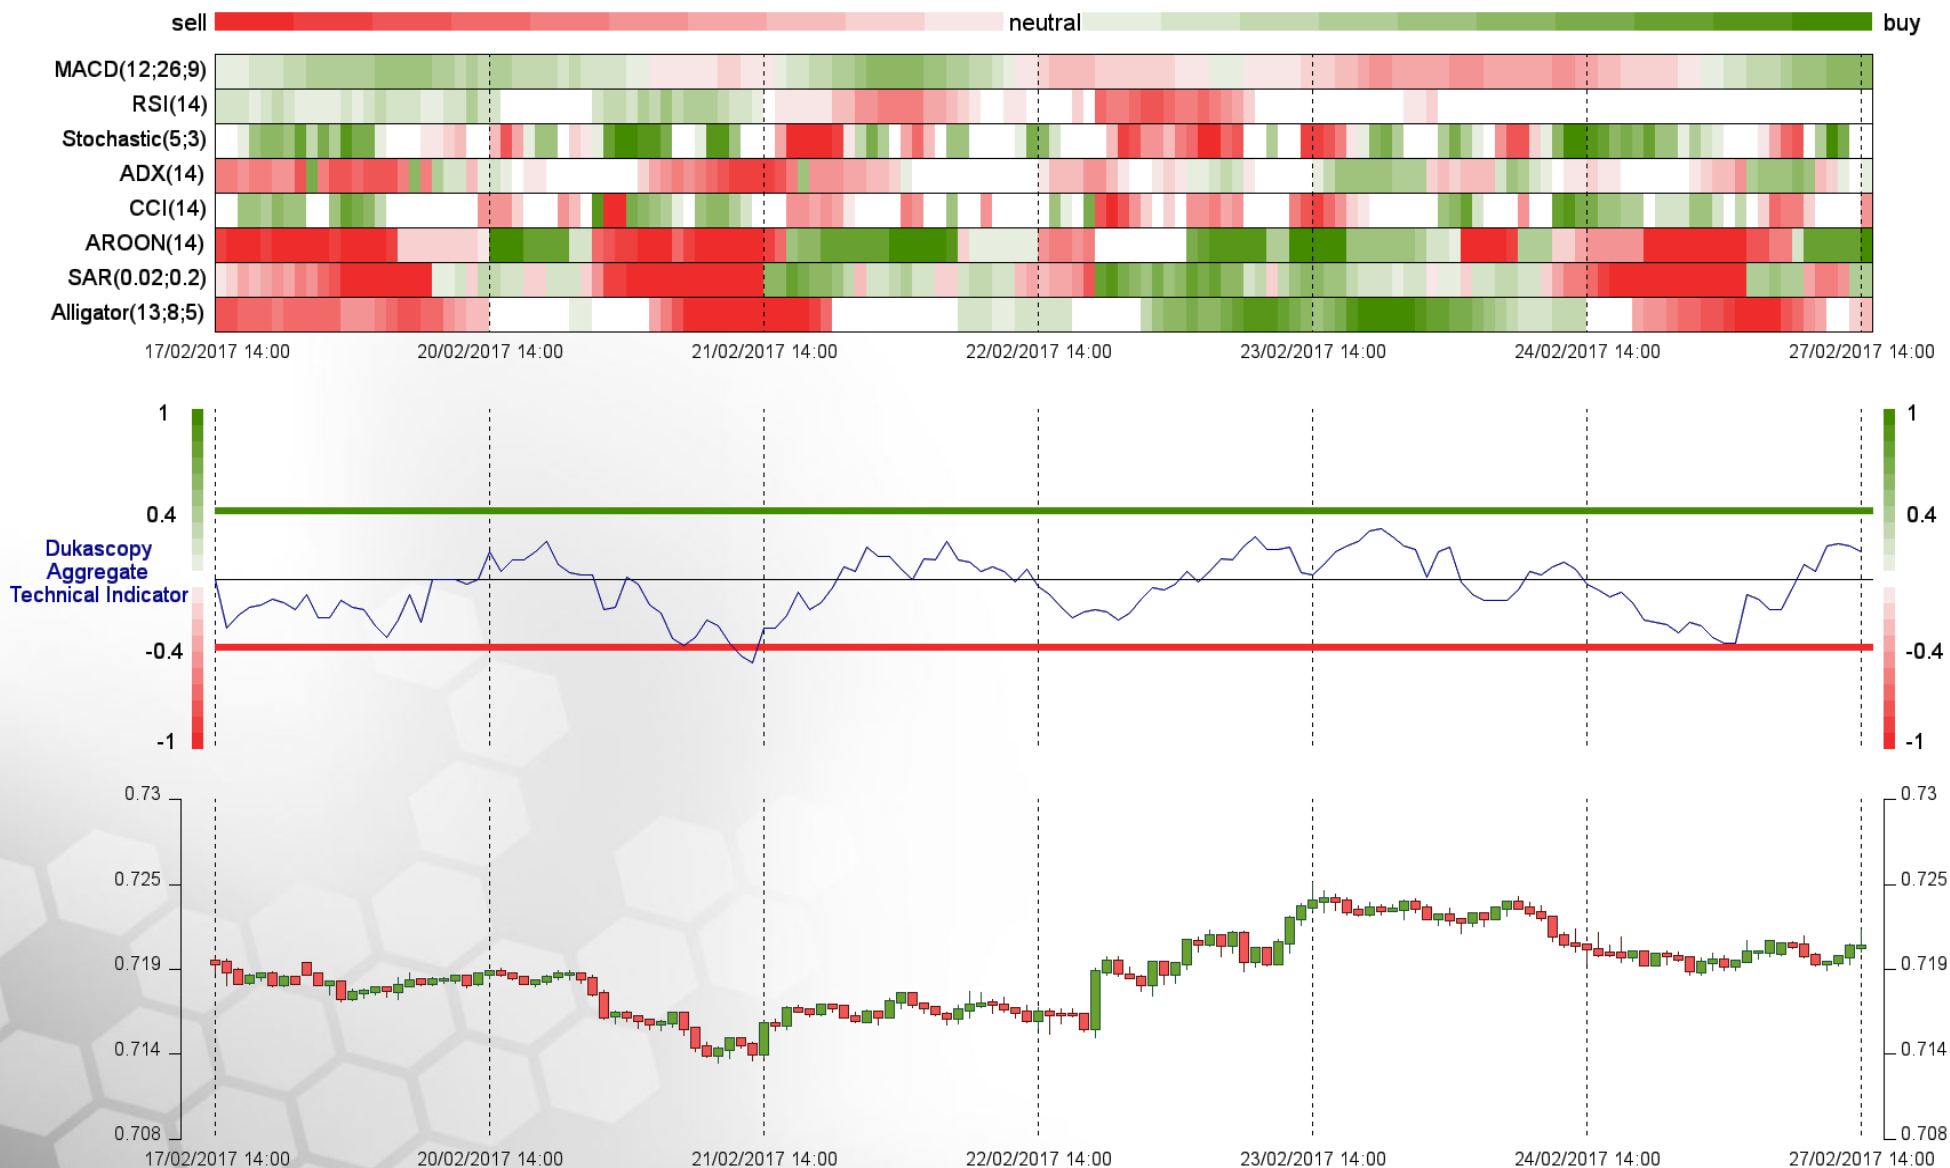 sell neutral buy
MACD(12;26;9)
RSI(14)
Stochastic(5;3)
ADX(14)
CCI(14)
AROON(14)
SAR(0.02;0.2)
Alligator(13;8;5)
17/02/2017 14:00 20/02/2017 14:00 21/02/2017 14:00 22/02/2017 14:00 23/02/2017 14:00 24/02/2017 14:00 27/02/2017 14:00
1 1
0.4 0.4
Dukascopy
Aggregate
Technical Indicator
-0.4 -0.4
-1 -1
0.73 0.73
0.725 0.725
0.719 0.719
0.714 0.714
0.708 0.708
17/02/2017 14:00 20/02/2017 14:00 21/02/2017 14:00 22/02/2017 14:00 23/02/2017 14:00 24/02/2017 14:00 27/02/2017 14:00